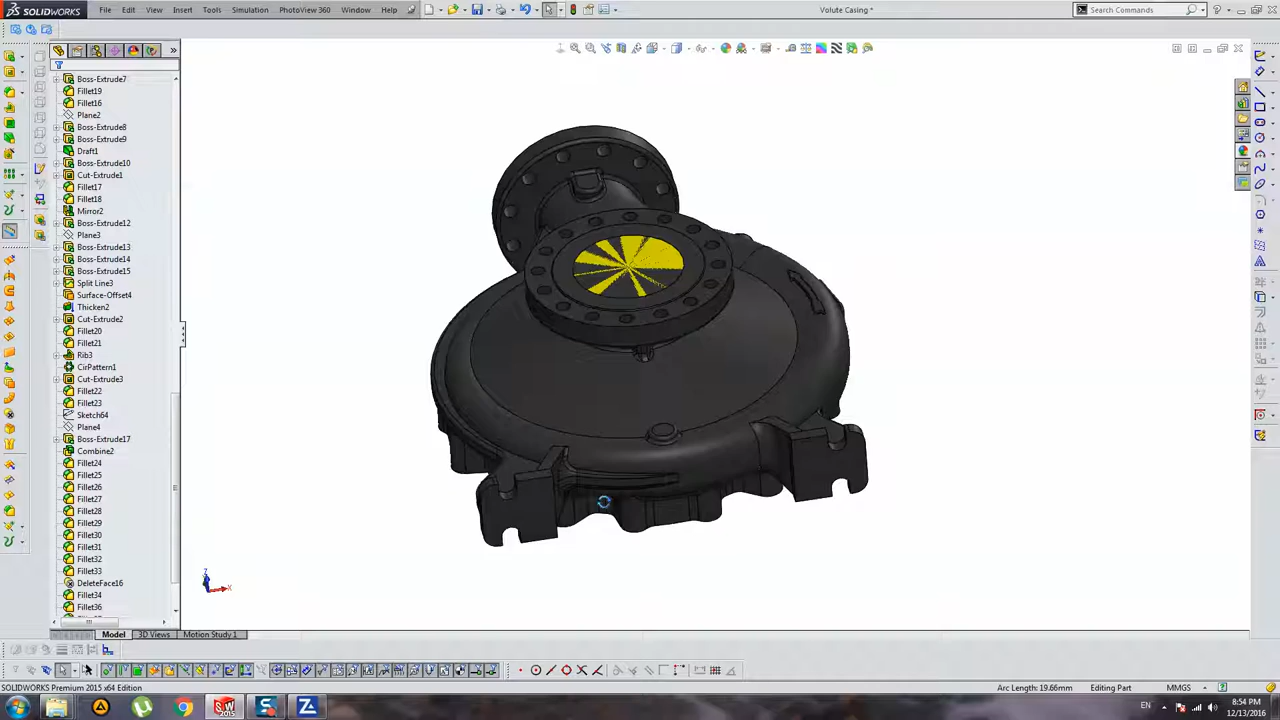 SOLIDWORKS
File Edit View Insert Tools Simulation PhotoView 360 Window Help
Volute Casing *
Search Commands
Boss-Extrude7
Fillet19
Fillet16
Plane2
Boss-Extrude8
Boss-Extrude9
Draft1
Boss-Extrude10
Cut-Extrude1
Fillet17
Fillet18
Mirror2
Boss-Extrude12
Plane3
Boss-Extrude13
Boss-Extrude14
Boss-Extrude15
Split Line3
Surface-Offset4
Thicken2
Cut-Extrude2
Fillet20
Fillet21
Rib3
CirPattern1
Cut-Extrude3
Fillet22
Fillet23
Sketch64
Plane4
Boss-Extrude17
Combine2
Fillet24
Fillet25
Fillet26
Fillet27
Fillet28
Fillet29
Fillet30
Fillet31
Fillet32
Fillet33
DeleteFace16
Fillet34
Fillet36
Z
X
Model 3D Views Motion Study 1
SOLIDWORKS Premium 2015 x64 Edition
Arc Length: 19.66mm Editing Part MMGS
EN
8:54 PM
12/13/2016